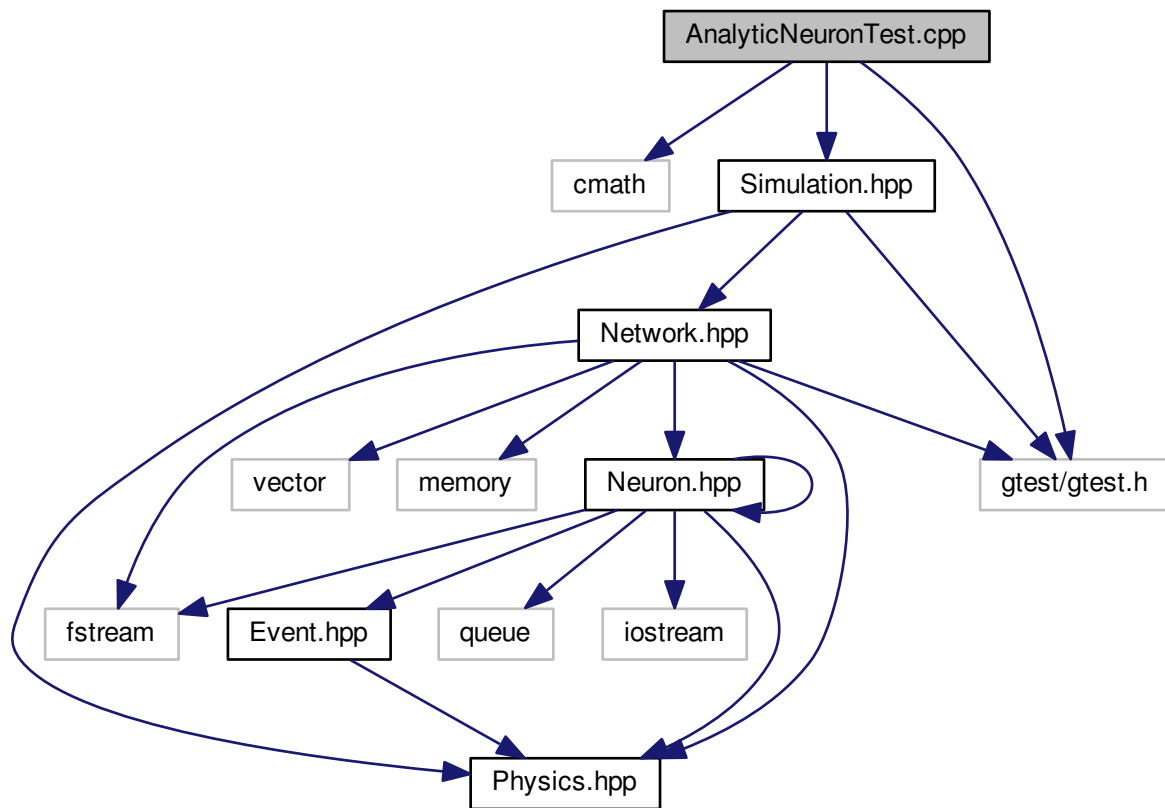 AnalyticNeuronTest.cpp
cmath
Simulation.hpp
Network.hpp
vector
memory
Neuron.hpp
gtest/gtest.h
fstream
Event.hpp
queue
iostream
Physics.hpp